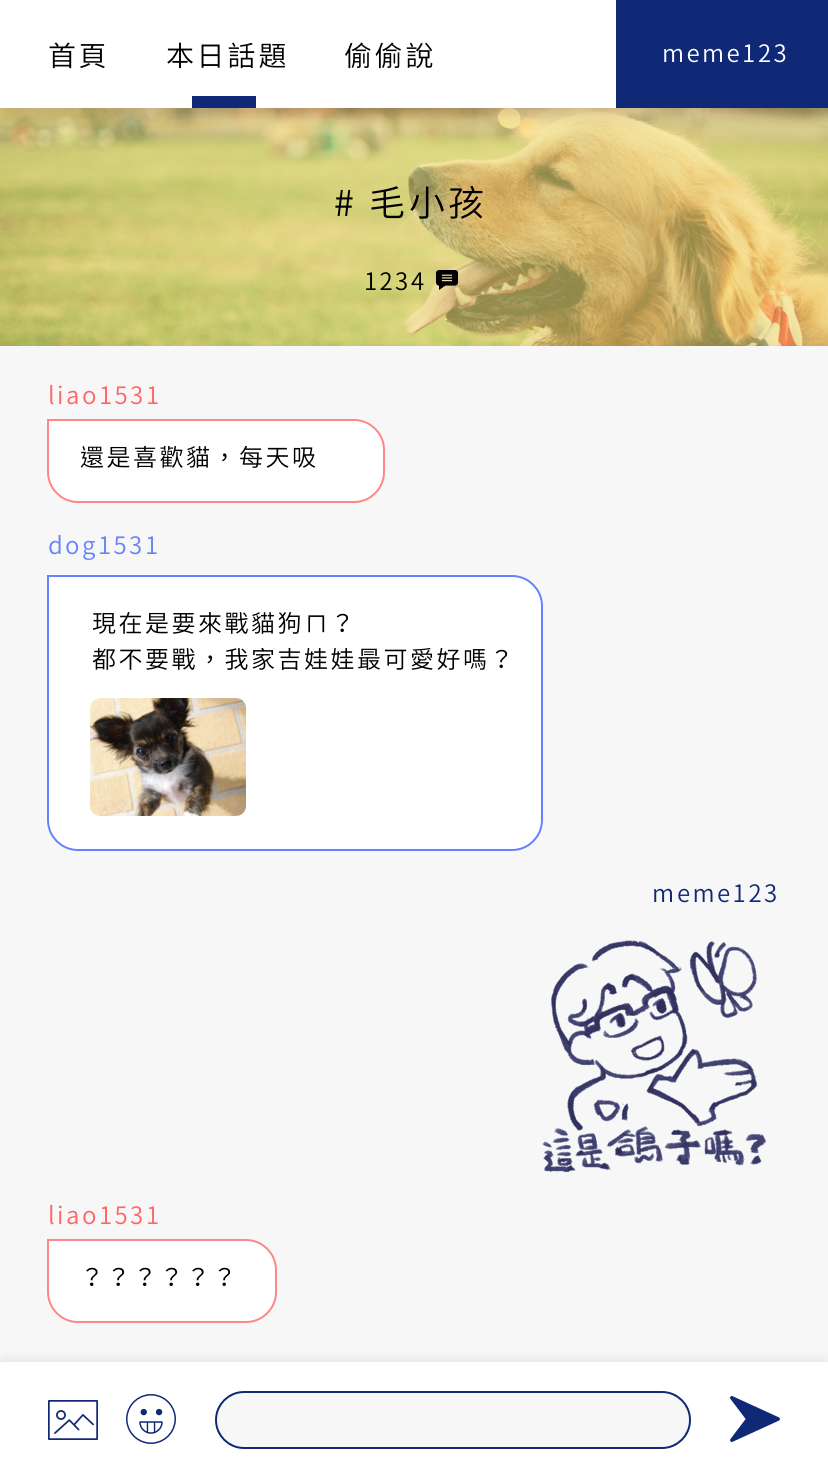 首頁 本日話題 偷偷說 meme123
# 毛小孩
1234
liao1531
還是喜歡貓，每天吸
dog1531
現在是要來戰貓狗ㄇ？
都不要戰，我家吉娃娃最可愛好嗎？
meme123
這是鴿子嗎？
liao1531
？？？？？？